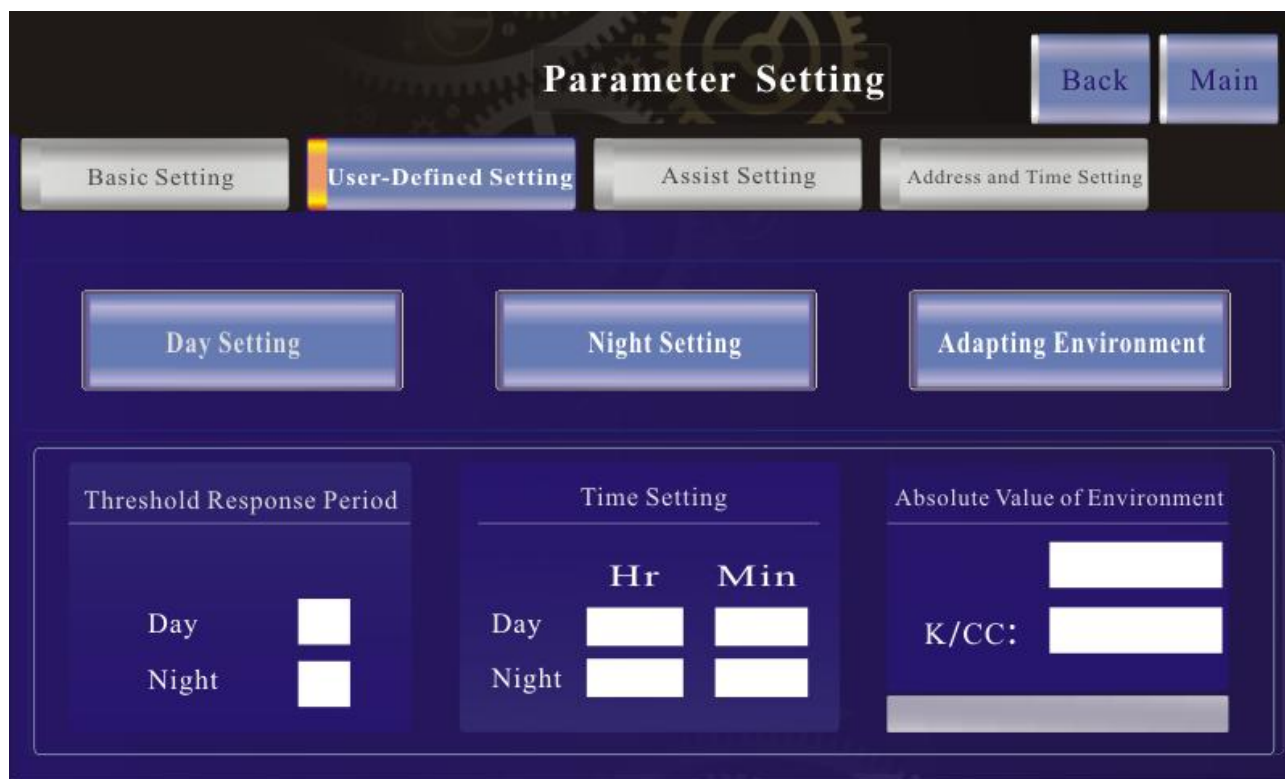 Parameter Setting
Back
Main
Basic Setting
User-Defined Setting
Assist Setting
Address and Time Setting
Day Setting
Night Setting
Adapting Environment
Threshold Response Period
Day
Night
Time Setting
Hr Min
Day
Night
Absolute Value of Environment
K/CC: